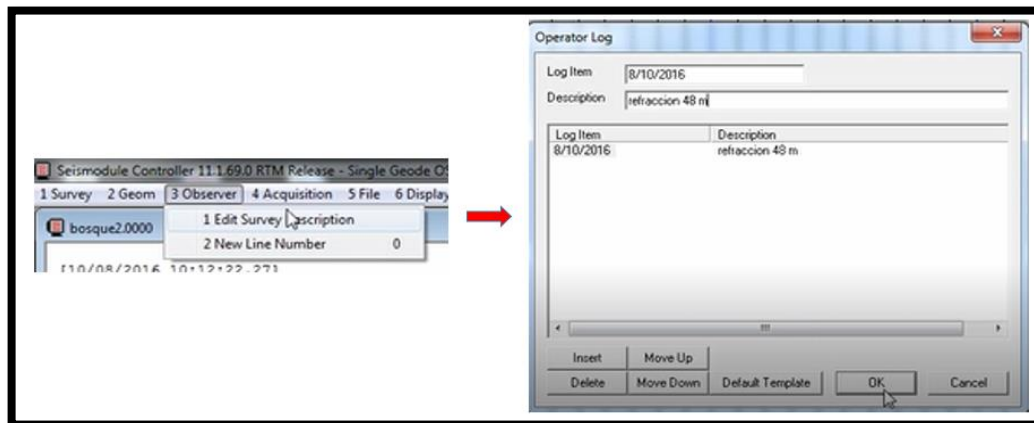 Seismodule Controller 11.1.69.0 RTM Release - Single Geode O
1 Survey 2 Geom 3 Observer 4 Acquisition 5 File 6 Display
1 Edit Survey Description
2 New Line Number 0
bosque2.0000
[10/08/2016 10:12:22.27]
Operator Log
Log Item 8/10/2016
Description refraccion 48 m
Log Item Description
8/10/2016 refraccion 48 m
Insert Move Up
Delete Move Down Default Template OK Cancel